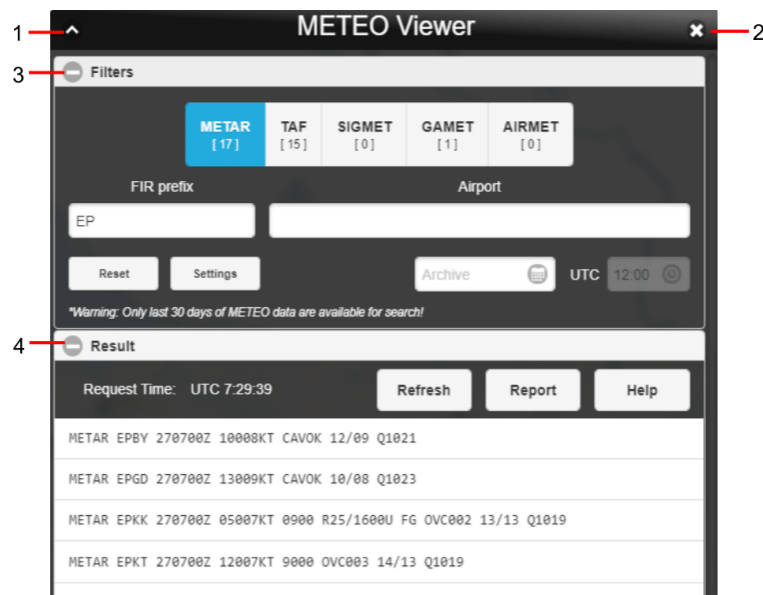 1
METEO Viewer
2
3
Filters
METAR TAF SIGMET GAMET AIRMET
[ 17 ] [ 15 ] [ 0 ] [ 1 ] [ 0 ]
FIR prefix Airport
EP
Reset Settings Archive UTC 12:00
*Warning: Only last 30 days of METEO data are available for search!
4
Result
Request Time: UTC 7:29:39 Refresh Report Help
METAR EPBY 270700Z 10008KT CAVOK 12/09 Q1021
METAR EPGD 270700Z 13009KT CAVOK 10/08 Q1023
METAR EPKK 270700Z 05007KT 0900 R25/1600U FG OVC002 13/13 Q1019
METAR EPKT 270700Z 12007KT 9000 OVC003 14/13 Q1019